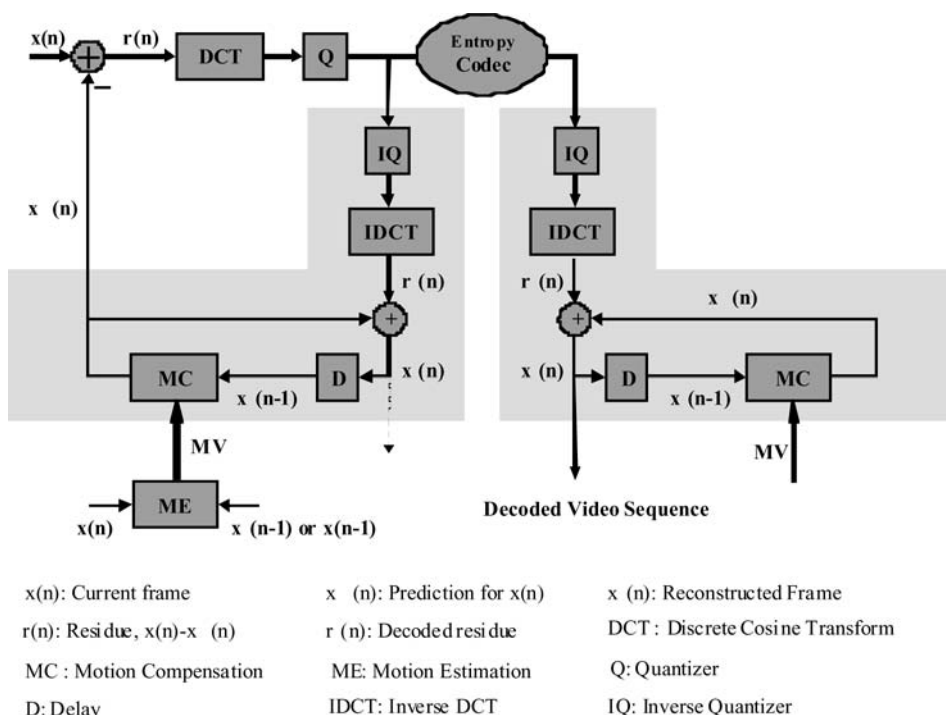 x(n)
r(n)
DCT
Q
Entropy
Codec
+
−
IQ
IQ
x (n)
IDCT
IDCT
r (n)
r (n)
x (n)
+
+
MC
D
x (n)
x (n)
D
MC
x (n-1)
x (n-1)
MV
MV
ME
x(n)
x (n-1) or x(n-1)
Decoded Video Sequence
x(n): Current frame
x (n): Prediction for x(n)
x (n): Reconstructed Frame
r(n): Residue, x(n)-x (n)
r (n): Decoded residue
DCT : Discrete Cosine Transform
MC : Motion Compensation
ME: Motion Estimation
Q: Quantizer
D: Delay
IDCT: Inverse DCT
IQ: Inverse Quantizer